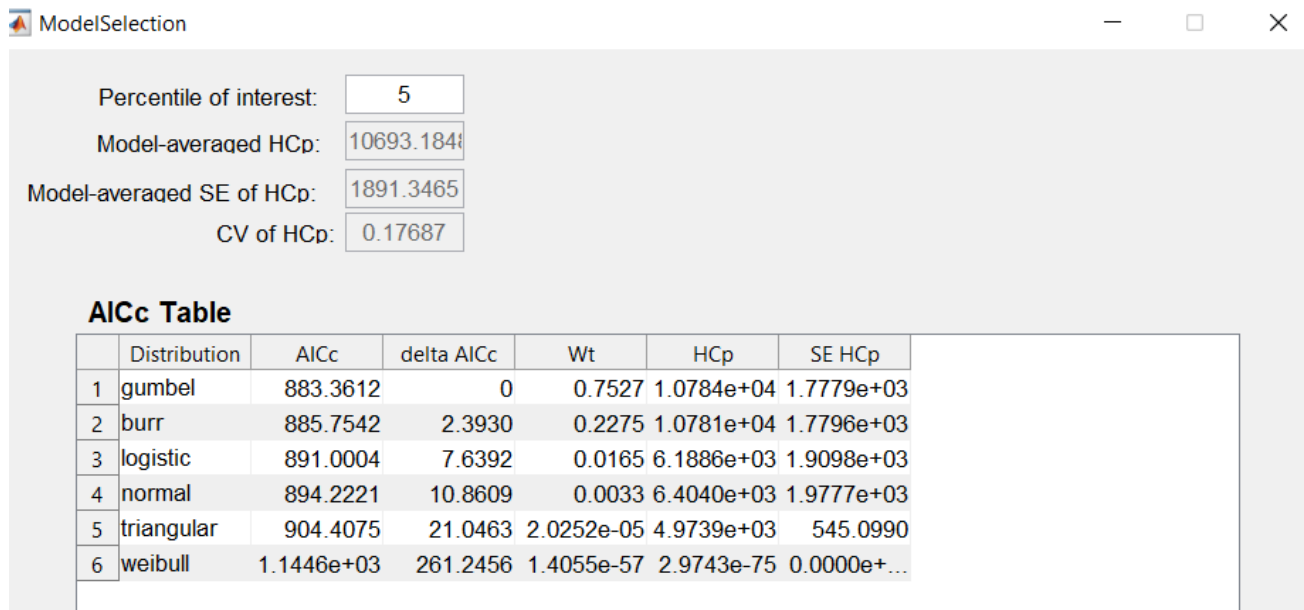 ModelSelection
Percentile of interest: 5
Model-averaged HCp: 10693.1848
Model-averaged SE of HCp: 1891.3465
CV of HCp: 0.17687
AICc Table
Distribution AICc delta AICc Wt HCp SE HCp
1 gumbel 883.3612 0 0.7527 1.0784e+04 1.7779e+03
2 burr 885.7542 2.3930 0.2275 1.0781e+04 1.7796e+03
3 logistic 891.0004 7.6392 0.0165 6.1886e+03 1.9098e+03
4 normal 894.2221 10.8609 0.0033 6.4040e+03 1.9777e+03
5 triangular 904.4075 21.0463 2.0252e-05 4.9739e+03 545.0990
6 weibull 1.1446e+03 261.2456 1.4055e-57 2.9743e-75 0.0000e+...